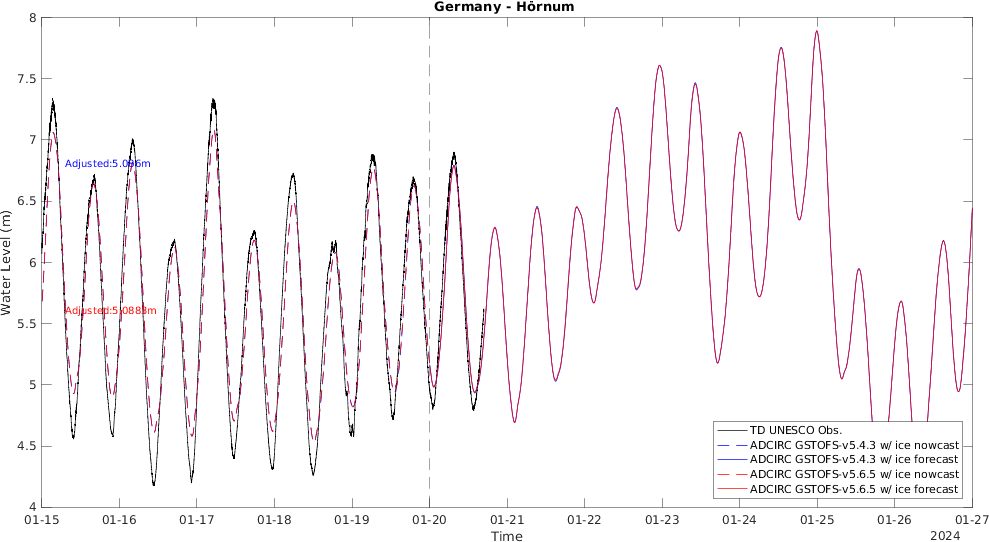 Germany - Hörnum
8
7.5
7
6.5
6
5.5
5
4.5
4
Water Level (m)
Adjusted:5.096m
Adjusted:5.0883m
TD UNESCO Obs.
ADCIRC GSTOFS-v5.4.3 w/ ice nowcast
ADCIRC GSTOFS-v5.4.3 w/ ice forecast
ADCIRC GSTOFS-v5.6.5 w/ ice nowcast
ADCIRC GSTOFS-v5.6.5 w/ ice forecast
01-15 01-16 01-17 01-18 01-19 01-20 01-21 01-22 01-23 01-24 01-25 01-26 01-27
Time
2024